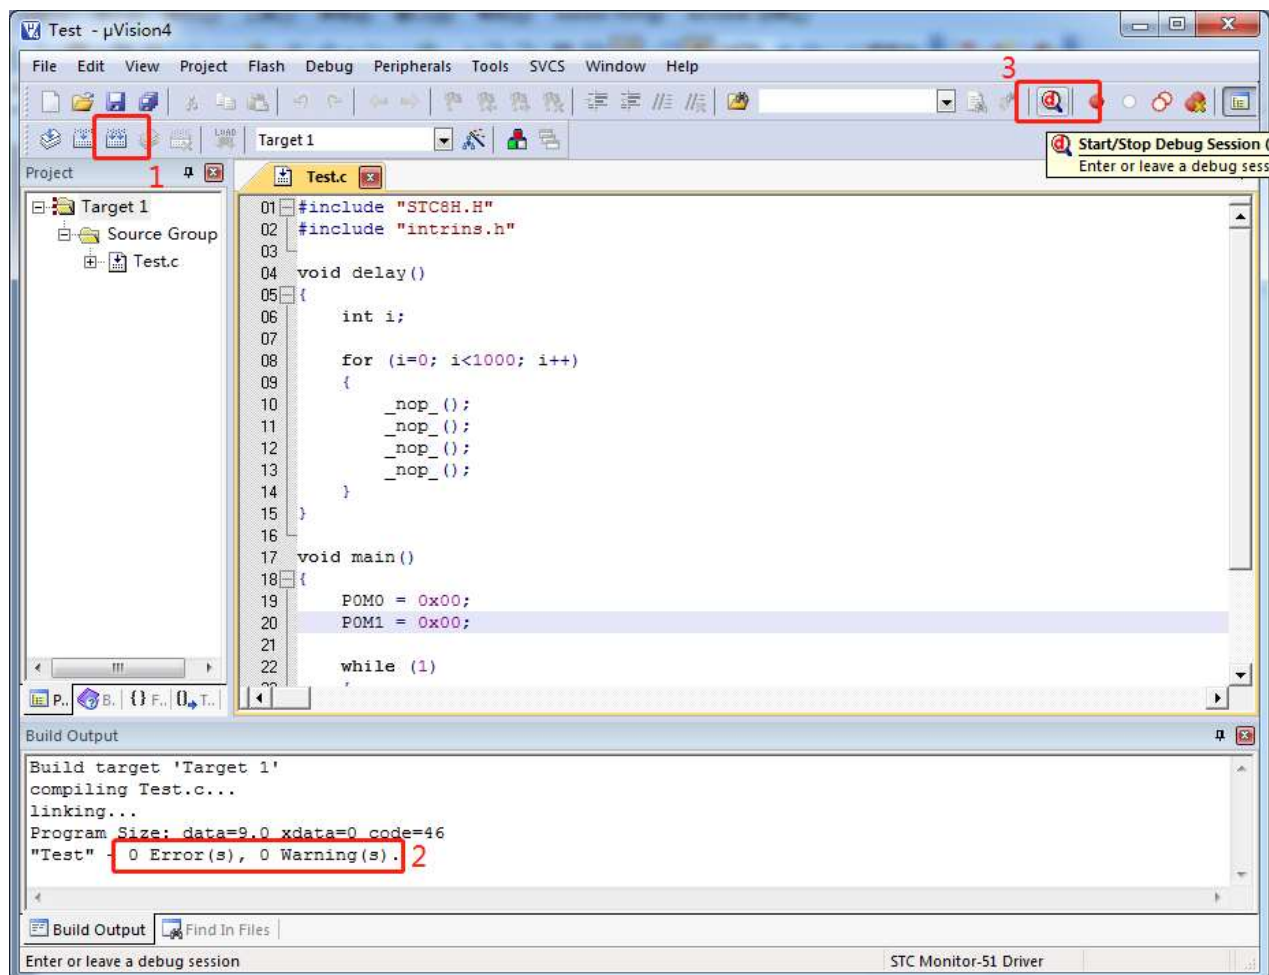 Test - µVision4
File Edit View Project Flash Debug Peripherals Tools SVCS Window Help
3
LOAD Target 1
Start/Stop Debug Session (
Enter or leave a debug sess
Project
1
Test.c
Target 1
Source Group
Test.c
01 #include "STC8H.H"
02 #include "intrins.h"
03
04 void delay()
05 {
06 int i;
07
08 for (i=0; i<1000; i++)
09 {
10 _nop_();
11 _nop_();
12 _nop_();
13 _nop_();
14 }
15 }
16
17 void main()
18 {
19 P0M0 = 0x00;
20 P0M1 = 0x00;
21
22 while (1)
P.. B. {} F.. T..
Build Output
Build target 'Target 1'
compiling Test.c...
linking...
Program Size: data=9.0 xdata=0 code=46
"Test" - 0 Error(s), 0 Warning(s).
2
Build Output Find In Files
Enter or leave a debug session STC Monitor-51 Driver